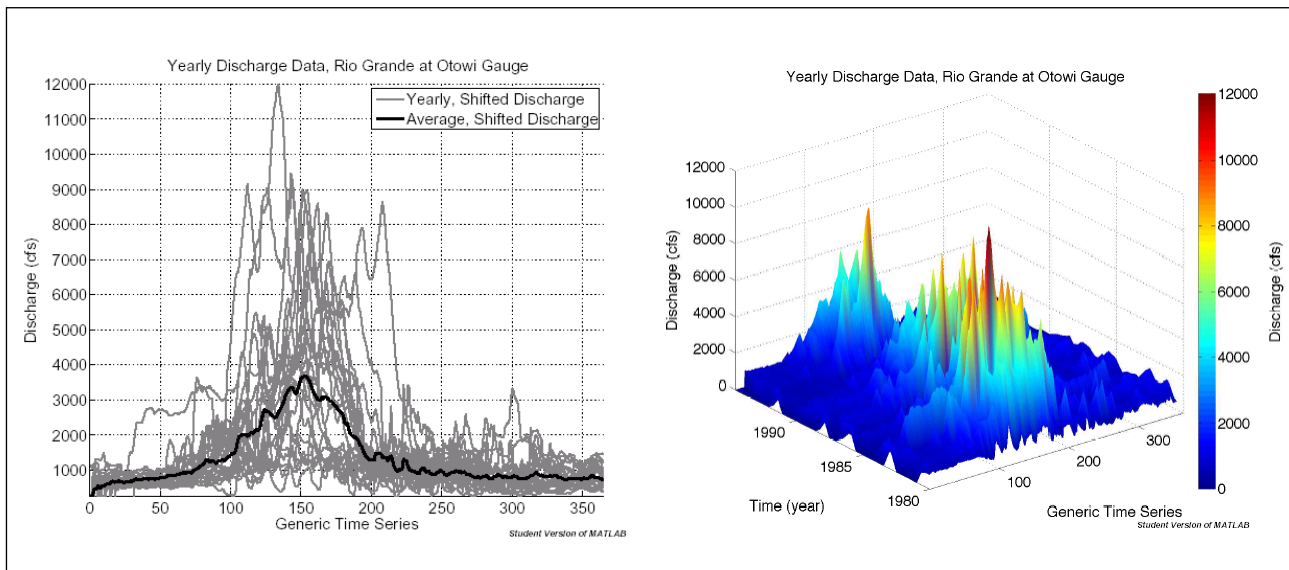 Yearly Discharge Data, Rio Grande at Otowi Gauge
12000
11000
10000
9000
8000
7000
6000
5000
4000
3000
2000
1000
Discharge (cfs)
Yearly, Shifted Discharge
Average, Shifted Discharge
0 50 100 150 200 250 300 350
Generic Time Series
Student Version of MATLAB
Yearly Discharge Data, Rio Grande at Otowi Gauge
12000
10000
8000
6000
4000
2000
0
Discharge (cfs)
1990
1985
1980
Time (year)
100
200
300
Generic Time Series
12000
10000
8000
6000
4000
2000
0
Discharge (cfs)
Student Version of MATLAB